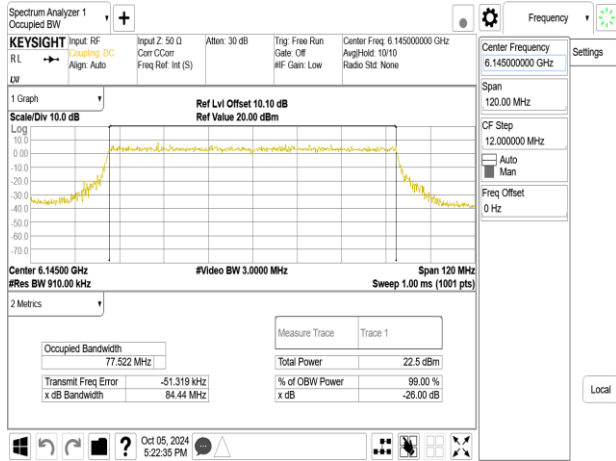 Spectrum Analyzer 1
Occupied BW
Frequency
KEYSIGHT
Input: RF
Coupling: DC
Align: Auto
Input Z: 50 Ω
Corr CCorr
Freq Ref: Int (S)
Atten: 30 dB
Trig: Free Run
Gate: Off
#IF Gain: Low
Center Freq: 6.145000000 GHz
Avg|Hold: 10/10
Radio Std: None
RL
LXI
Center Frequency
6.145000000 GHz
Settings
Span
120.00 MHz
CF Step
12.000000 MHz
Auto
Man
Freq Offset
0 Hz
Local
1 Graph
Scale/Div 10.0 dB
Ref Lvl Offset 10.10 dB
Ref Value 20.00 dBm
Log
10.0
0.00
-10.0
-20.0
-30.0
-40.0
-50.0
-60.0
-70.0
Center 6.14500 GHz
#Res BW 910.00 kHz
#Video BW 3.0000 MHz
Span 120 MHz
Sweep 1.00 ms (1001 pts)
2 Metrics
Occupied Bandwidth
77.522 MHz
Transmit Freq Error -51.319 kHz
x dB Bandwidth 84.44 MHz
Measure Trace Trace 1
Total Power 22.5 dBm
% of OBW Power 99.00 %
x dB -26.00 dB
Oct 05, 2024
5:22:35 PM